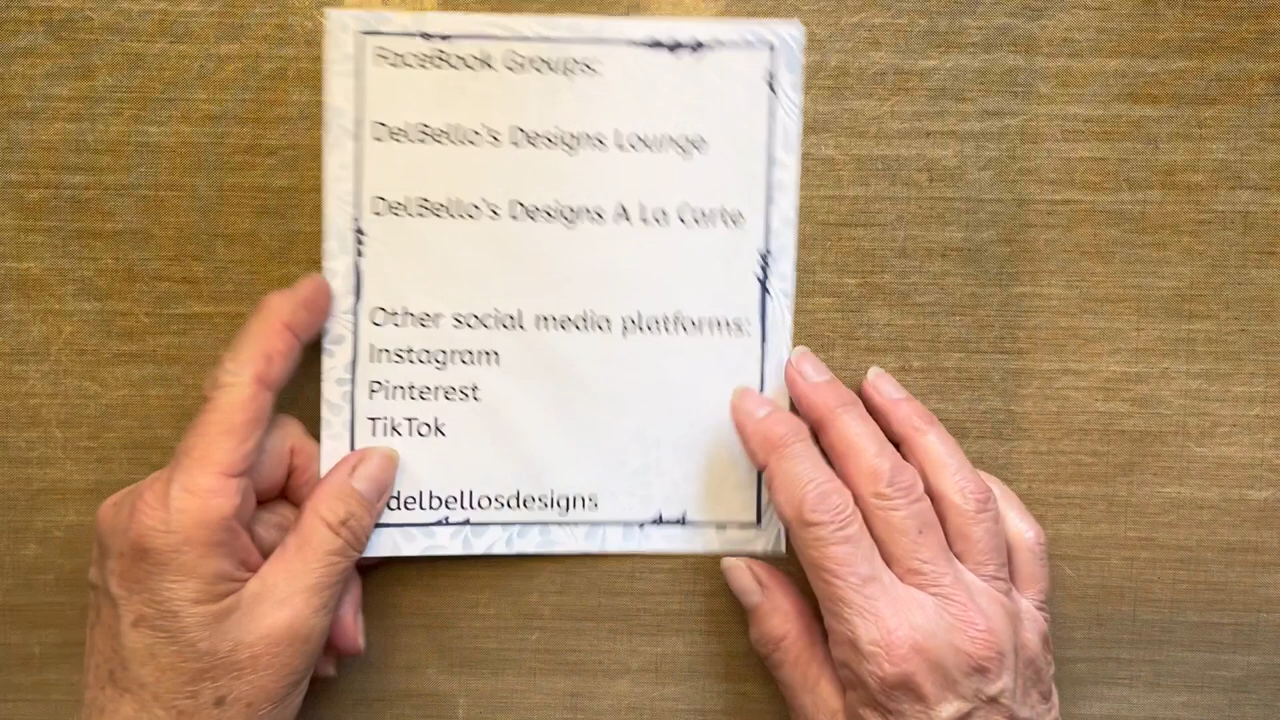 FaceBook Groups:
DelBello's Designs Lounge
DelBello's Designs A La Carte
Other social media platforms:
Instagram
Pinterest
TikTok
delbellosdesigns